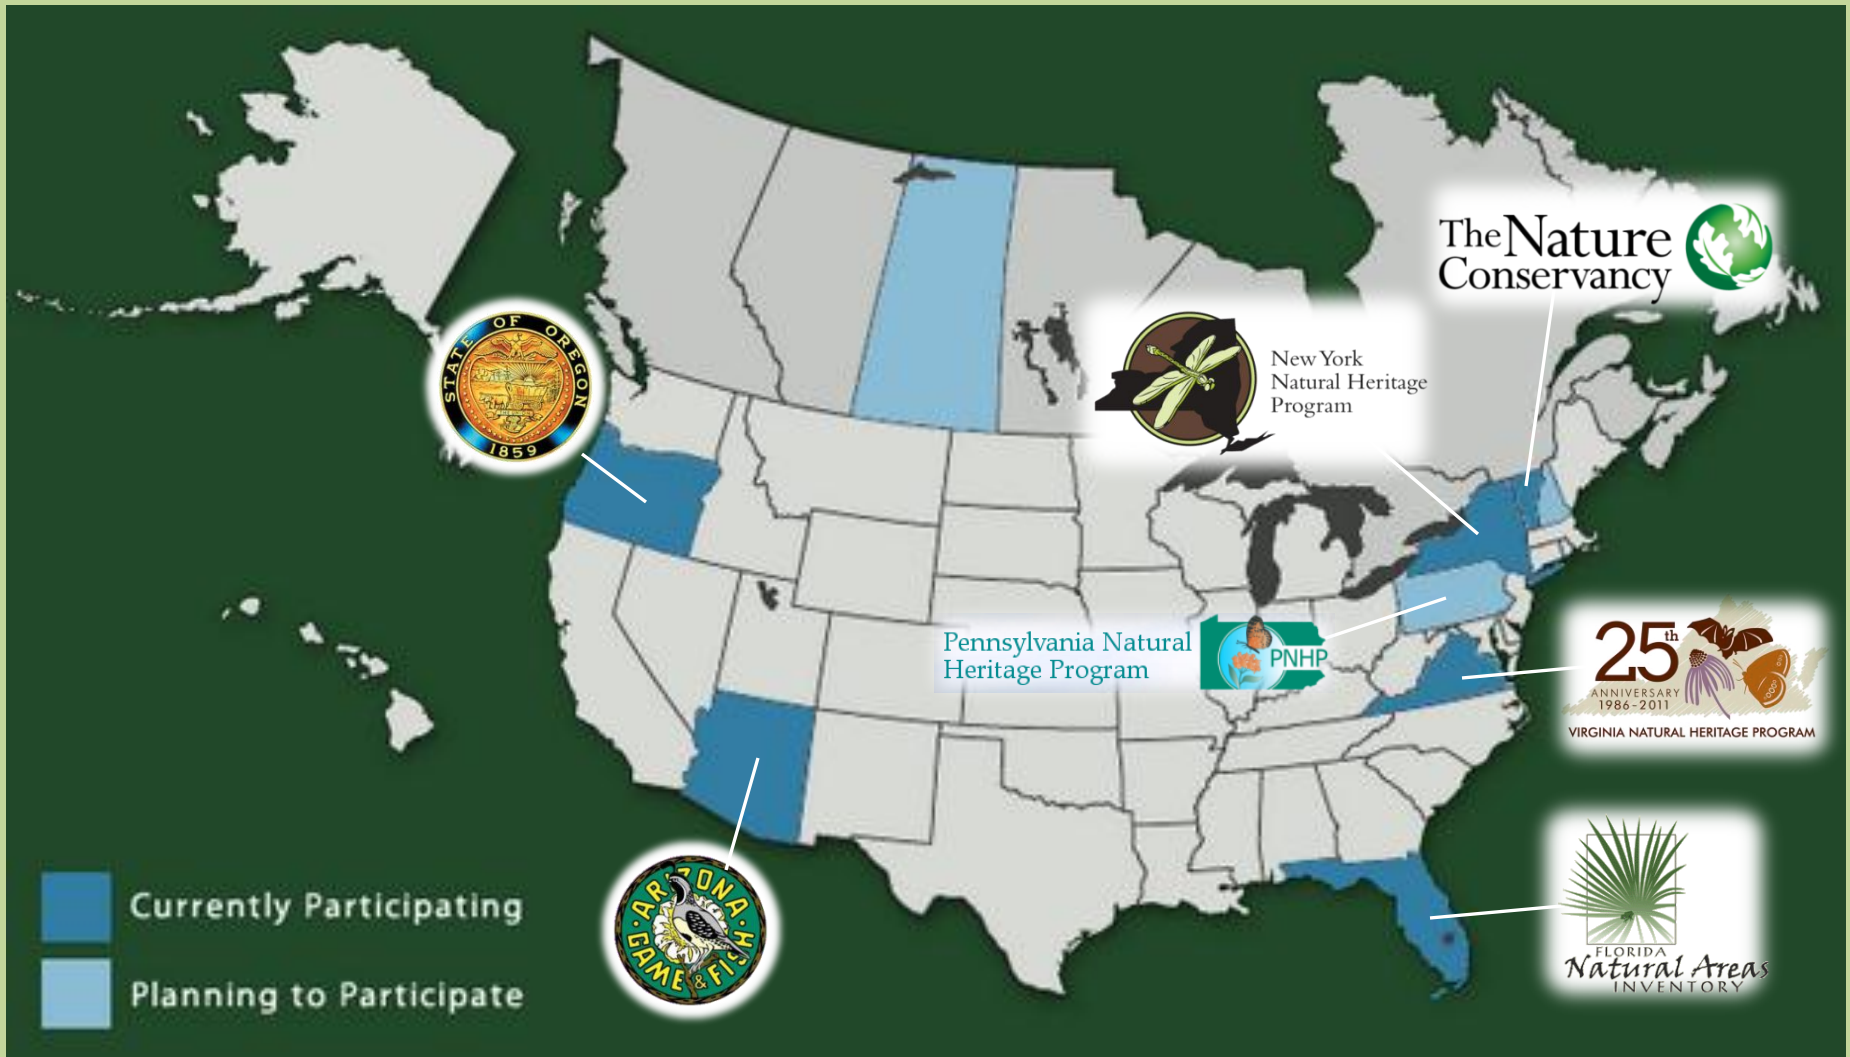 The Nature
Conservancy
STATE OF OREGON
1859
New York
Natural Heritage
Program
Pennsylvania Natural
Heritage Program
PNHP
25th
ANNIVERSARY
1986-2011
VIRGINIA NATURAL HERITAGE PROGRAM
ARIZONA
GAME & FISH
FLORIDA
Natural Areas
INVENTORY
Currently Participating
Planning to Participate